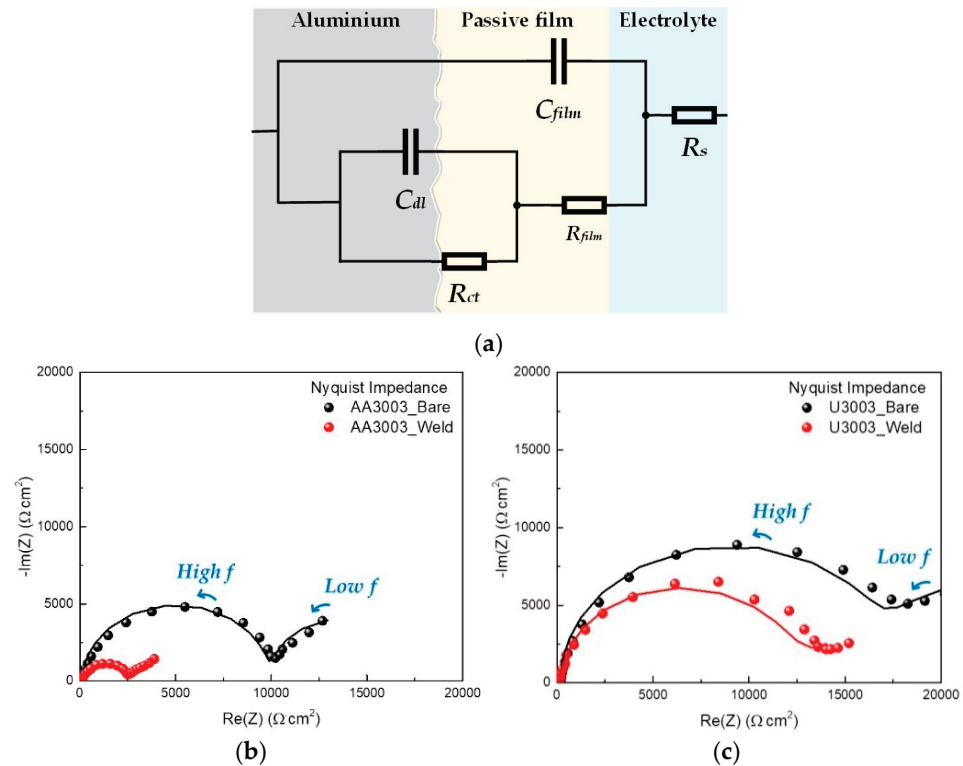 Aluminium Passive film Electrolyte
Cfilm
Rs
Cdl
Rfilm
Rct
(a)
20000
15000
10000
5000
0
-Im(Z) (Ω cm²)
Nyquist Impedance
AA3003_Bare
AA3003_Weld
High f
Low f
0 5000 10000 15000 20000
Re(Z) (Ω cm²)
(b)
20000
15000
10000
5000
0
-Im(Z) (Ω cm²)
Nyquist Impedance
U3003_Bare
U3003_Weld
High f
Low f
0 5000 10000 15000 20000
Re(Z) (Ω cm²)
(c)